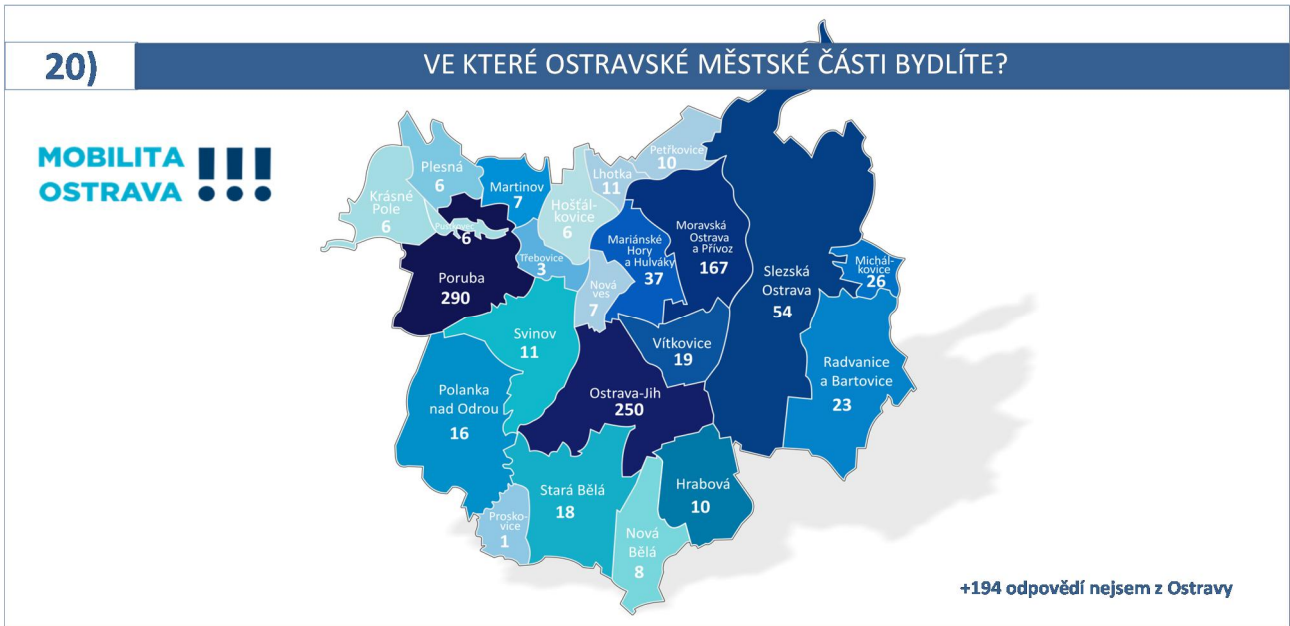 20)
VE KTERÉ OSTRAVSKÉ MĚSTSKÉ ČÁSTI BYDLÍTE?
MOBILITA
OSTRAVA !!!
Petřkovice
10
Plesná
6
Lhotka
11
Martinov
7
Krásné
Pole
6
Hošťál-
kovice
6
6
Moravská
Ostrava
a Přívoz
167
Mariánské
Hory
a Hulváky
37
Třebovice
3
Michál-
kovice
26
Slezská
Ostrava
54
Poruba
290
Nová
ves
7
Svinov
11
Vítkovice
19
Radvanice
a Bartovice
23
Polanka
nad Odrou
16
Ostrava-Jih
250
Stará Bělá
18
Hrabová
10
Prosko-
vice
1
Nová
Bělá
8
+194 odpovědí nejsem z Ostravy